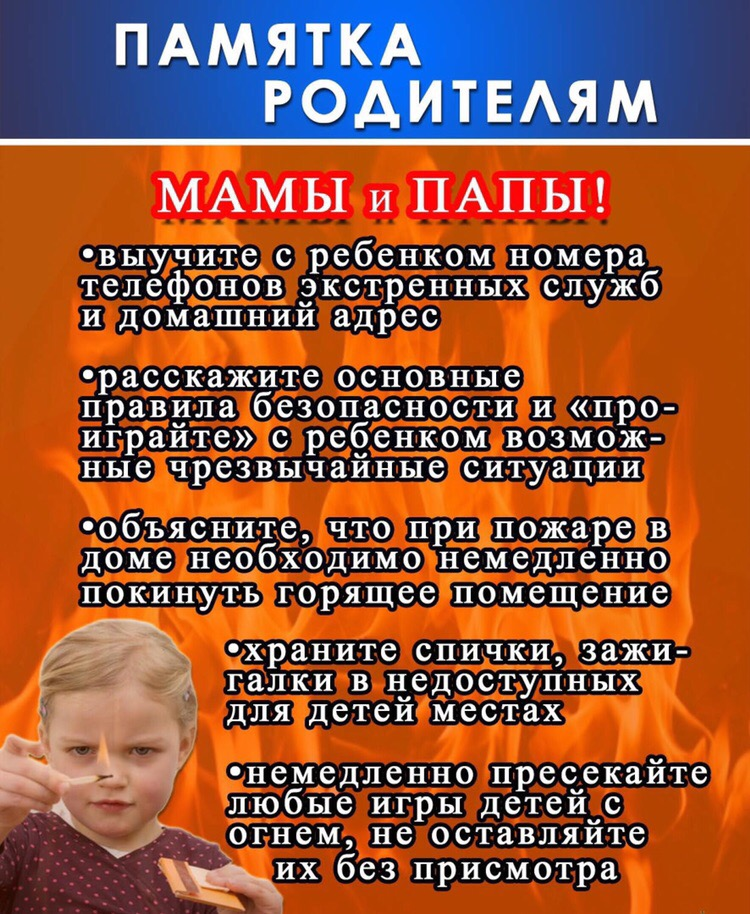 ПАМЯТКА
РОДИТЕЛЯМ
МАМЫ и ПАПЫ!
•выучите с ребенком номера
телефонов экстренных служб
и домашний адрес
•расскажите основные
правила безопасности и «про-
играйте» с ребенком возмож-
ные чрезвычайные ситуации
•объясните, что при пожаре в
доме необходимо немедленно
покинуть горящее помещение
•храните спички, зажи-
галки в недоступных
для детей местах
•немедленно пресекайте
любые игры детей с
огнем, не оставляйте
их без присмотра